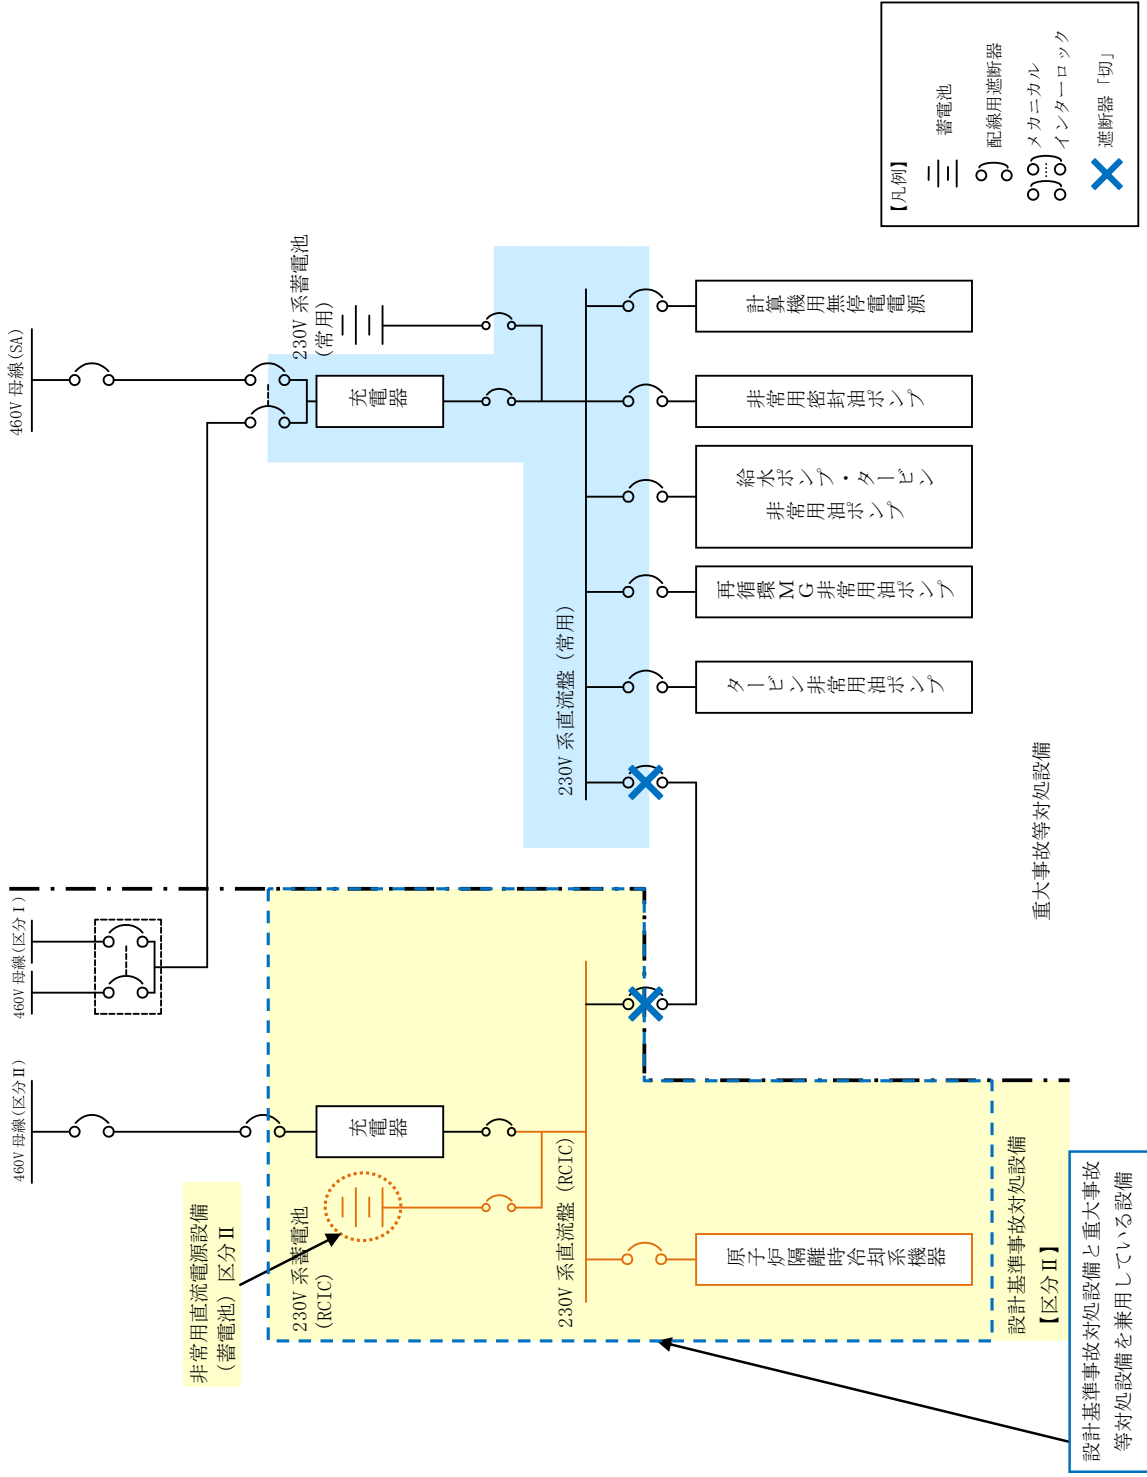 460V 母線(区分Ⅱ)
460V 母線(区分Ⅰ)
460V 母線(SA)
非常用直流電源設備
(蓄電池) 区分Ⅱ
230V 系蓄電池
(RCIC)
充電器
230V 系蓄電池
(常用)
充電器
230V 系直流盤 (RCIC)
230V 系直流盤 (常用)
原子炉隔離時冷却系機器
タービン非常用油ポンプ
再循環MG非常用油ポンプ
給水ポンプ・タービン
非常用油ポンプ
非常用密封油ポンプ
計算機用無停電電源
設計基準事故対処設備
【区分Ⅱ】
重大事故等対処設備
設計基準事故対処設備と重大事故
等対処設備を兼用している設備
【凡例】
蓄電池
配線用遮断器
メカニカル
インターロック
遮断器「切」